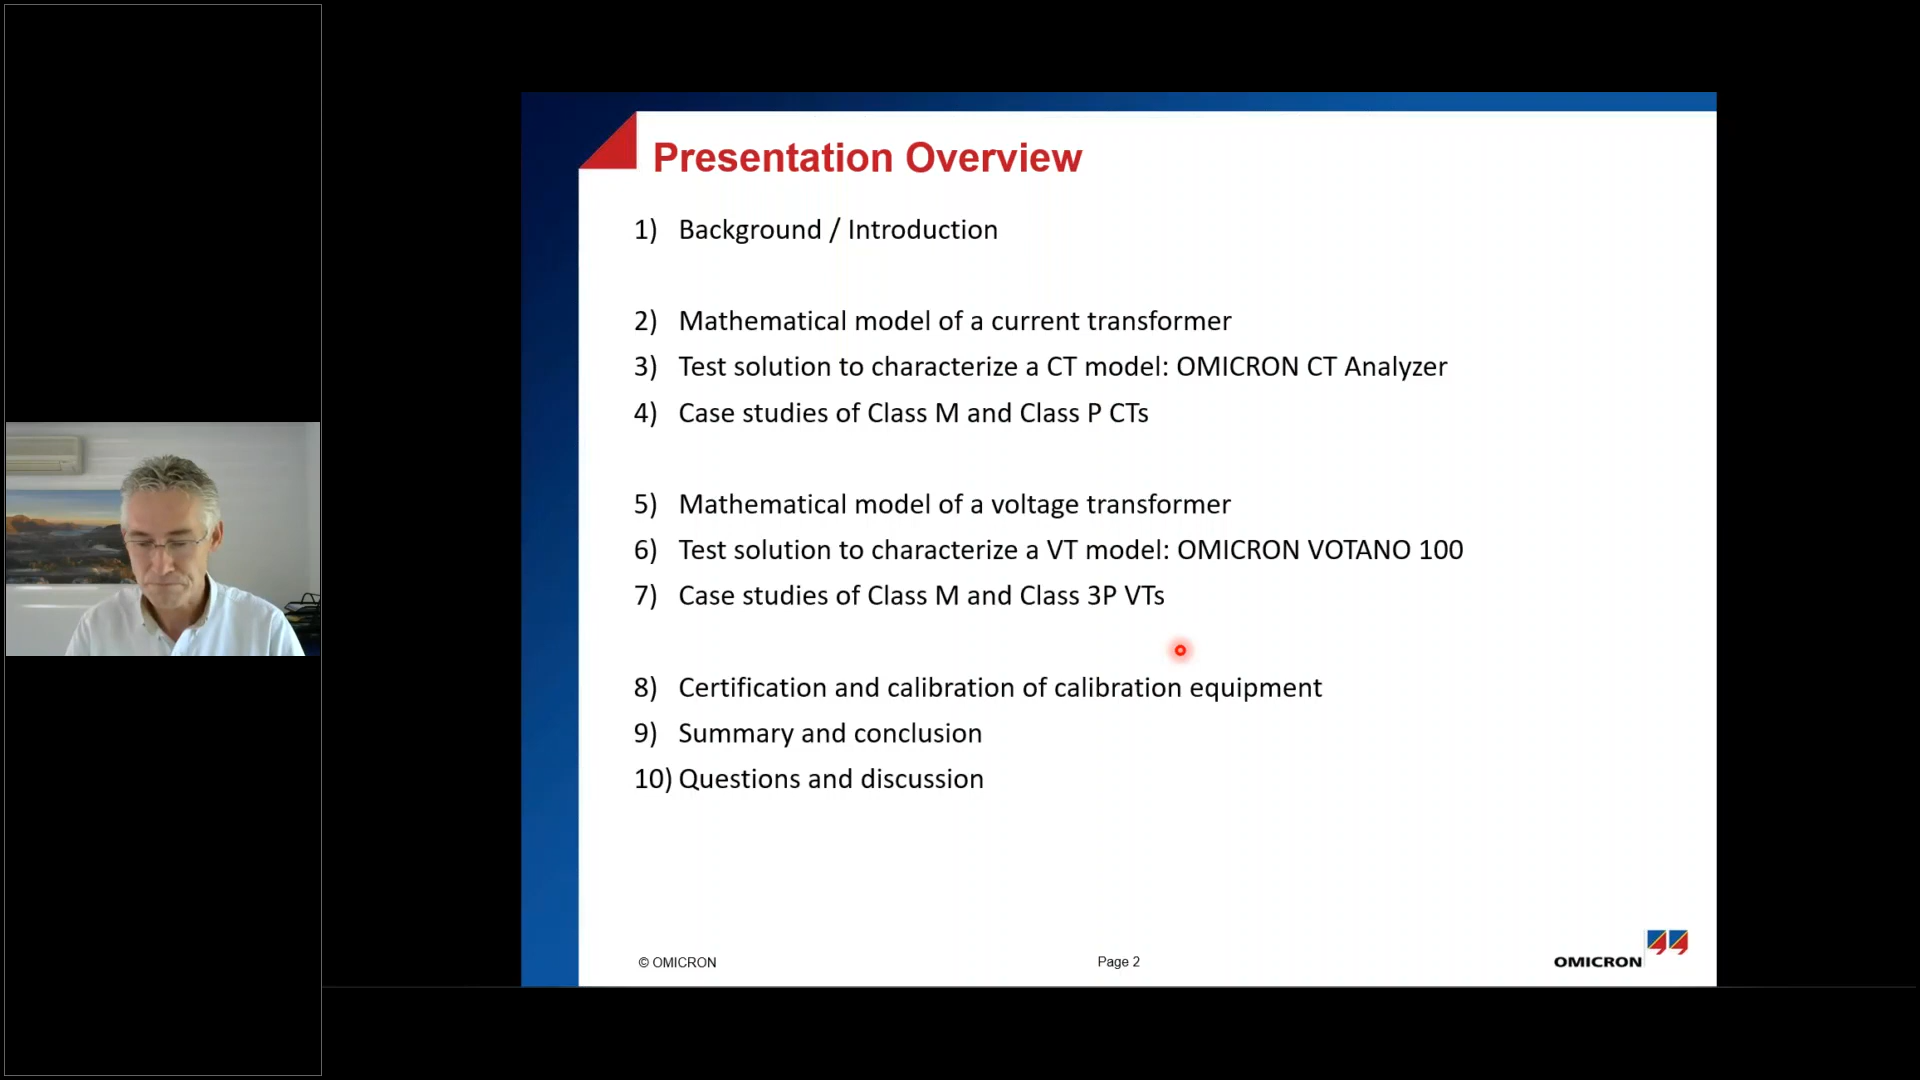 Presentation Overview
1) Background / Introduction
2) Mathematical model of a current transformer
3) Test solution to characterize a CT model: OMICRON CT Analyzer
4) Case studies of Class M and Class P CTs
5) Mathematical model of a voltage transformer
6) Test solution to characterize a VT model: OMICRON VOTANO 100
7) Case studies of Class M and Class 3P VTs
8) Certification and calibration of calibration equipment
9) Summary and conclusion
10) Questions and discussion
© OMICRON
Page 2
OMICRON